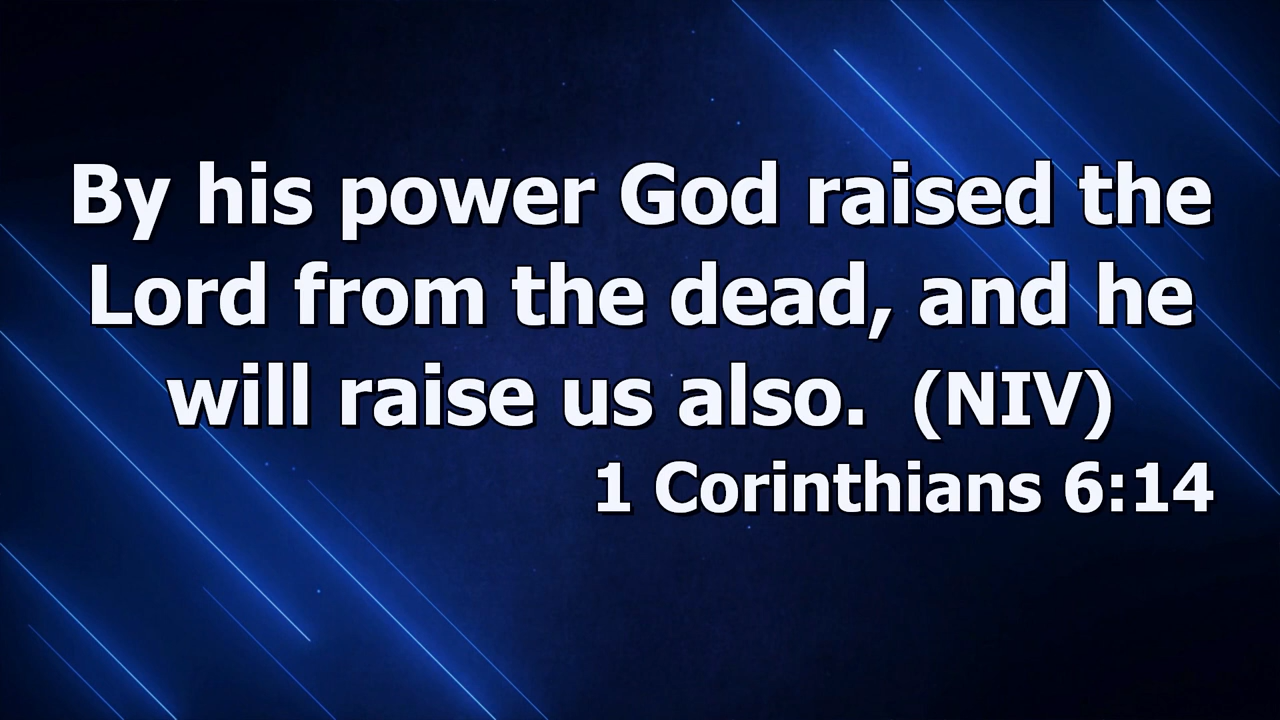 By his power God raised the
Lord from the dead, and he
will raise us also.  (NIV)
1 Corinthians 6:14